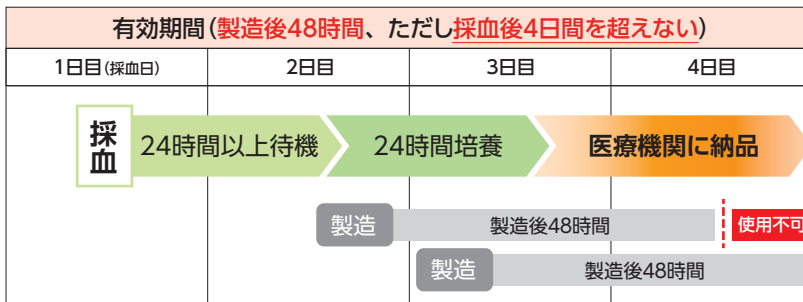 有効期間（製造後48時間、ただし採血後4日間を超えない）
1日目（採血日） 2日目 3日目 4日目
採血 24時間以上待機 24時間培養 医療機関に納品
製造 製造後48時間 使用不可
製造 製造後48時間